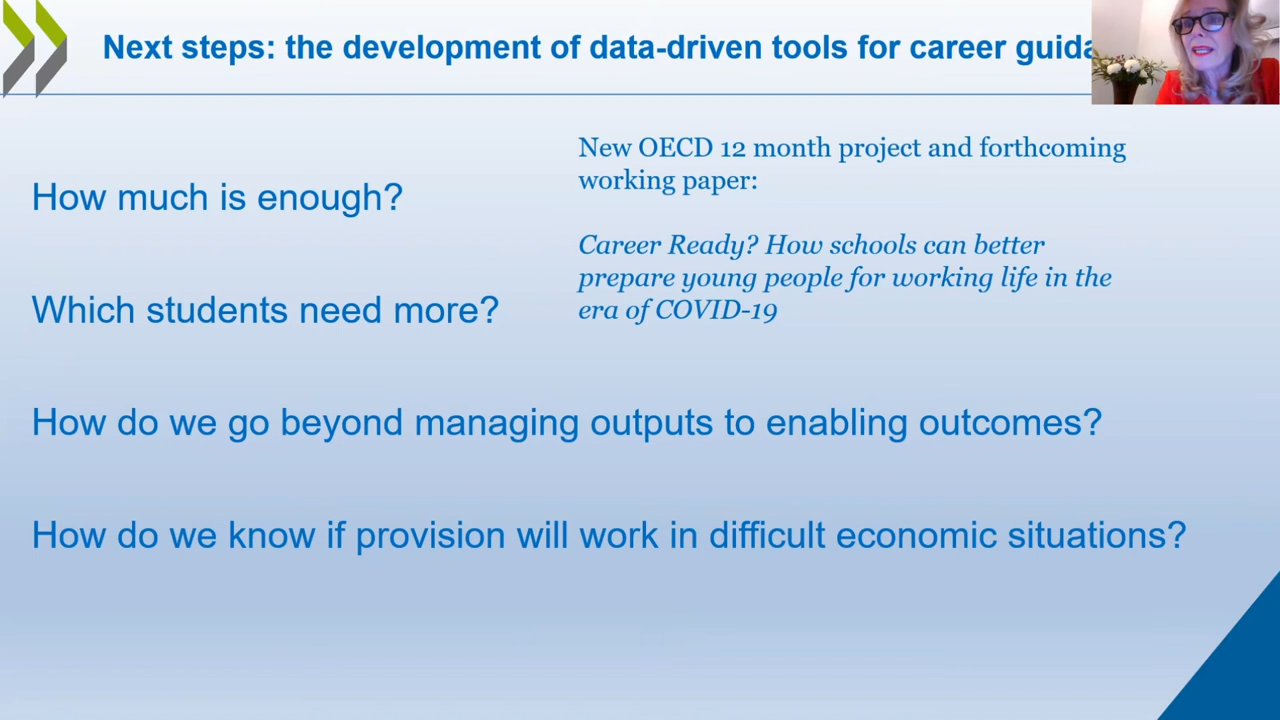 Next steps: the development of data-driven tools for career guida
New OECD 12 month project and forthcoming
working paper:
How much is enough?
Career Ready? How schools can better
prepare young people for working life in the
era of COVID-19
Which students need more?
How do we go beyond managing outputs to enabling outcomes?
How do we know if provision will work in difficult economic situations?